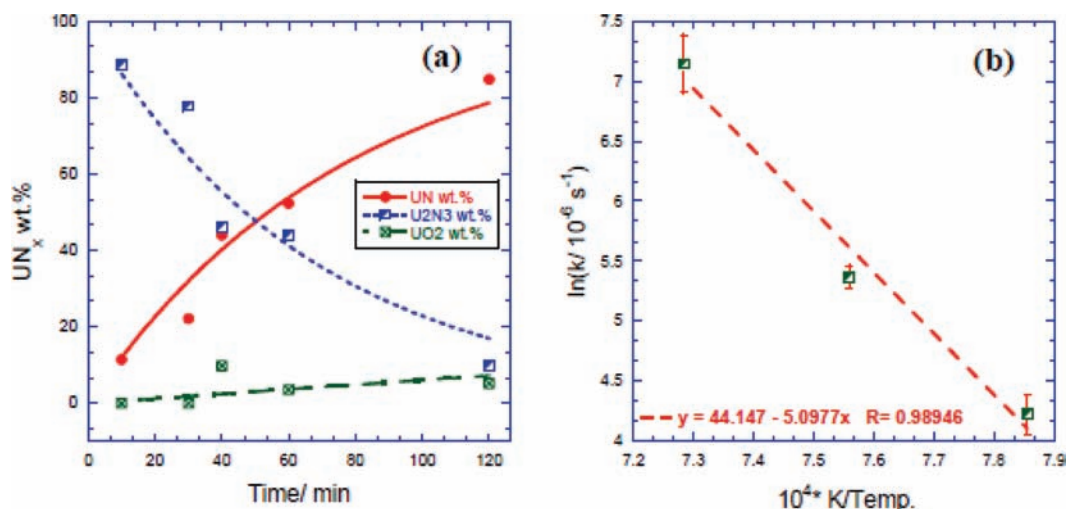 (a)
100
80
60
40
20
0
UNx wt.%
UN wt.%
U2N3 wt.%
UO2 wt.%
0 20 40 60 80 100 120
Time/ min
(b)
7.5
7
6.5
6
5.5
5
4.5
4
ln(k/ 10-6 s-1)
y = 44.147 - 5.0977x R= 0.98946
7.2 7.3 7.4 7.5 7.6 7.7 7.8 7.9
104* K/Temp.